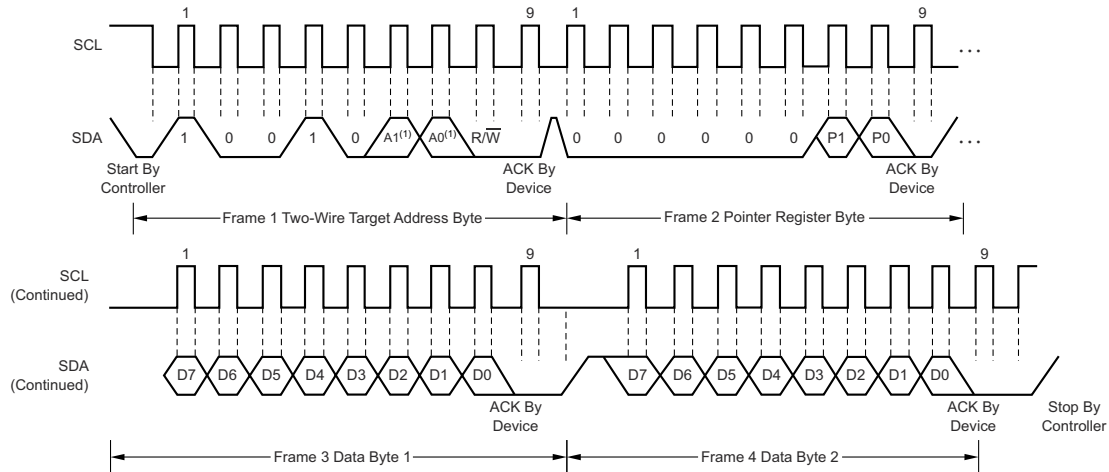 1 9 1 9
SCL ...
SDA 1 0 0 1 0 A1(1) A0(1) R/W 0 0 0 0 0 0 P1 P0 ...
Start By
Controller
ACK By
Device
ACK By
Device
Frame 1 Two-Wire Target Address Byte
Frame 2 Pointer Register Byte
1 9 1 9
SCL
(Continued)
SDA
(Continued)
D7 D6 D5 D4 D3 D2 D1 D0 D7 D6 D5 D4 D3 D2 D1 D0
ACK By
Device
ACK By
Device
Stop By
Controller
Frame 3 Data Byte 1
Frame 4 Data Byte 2